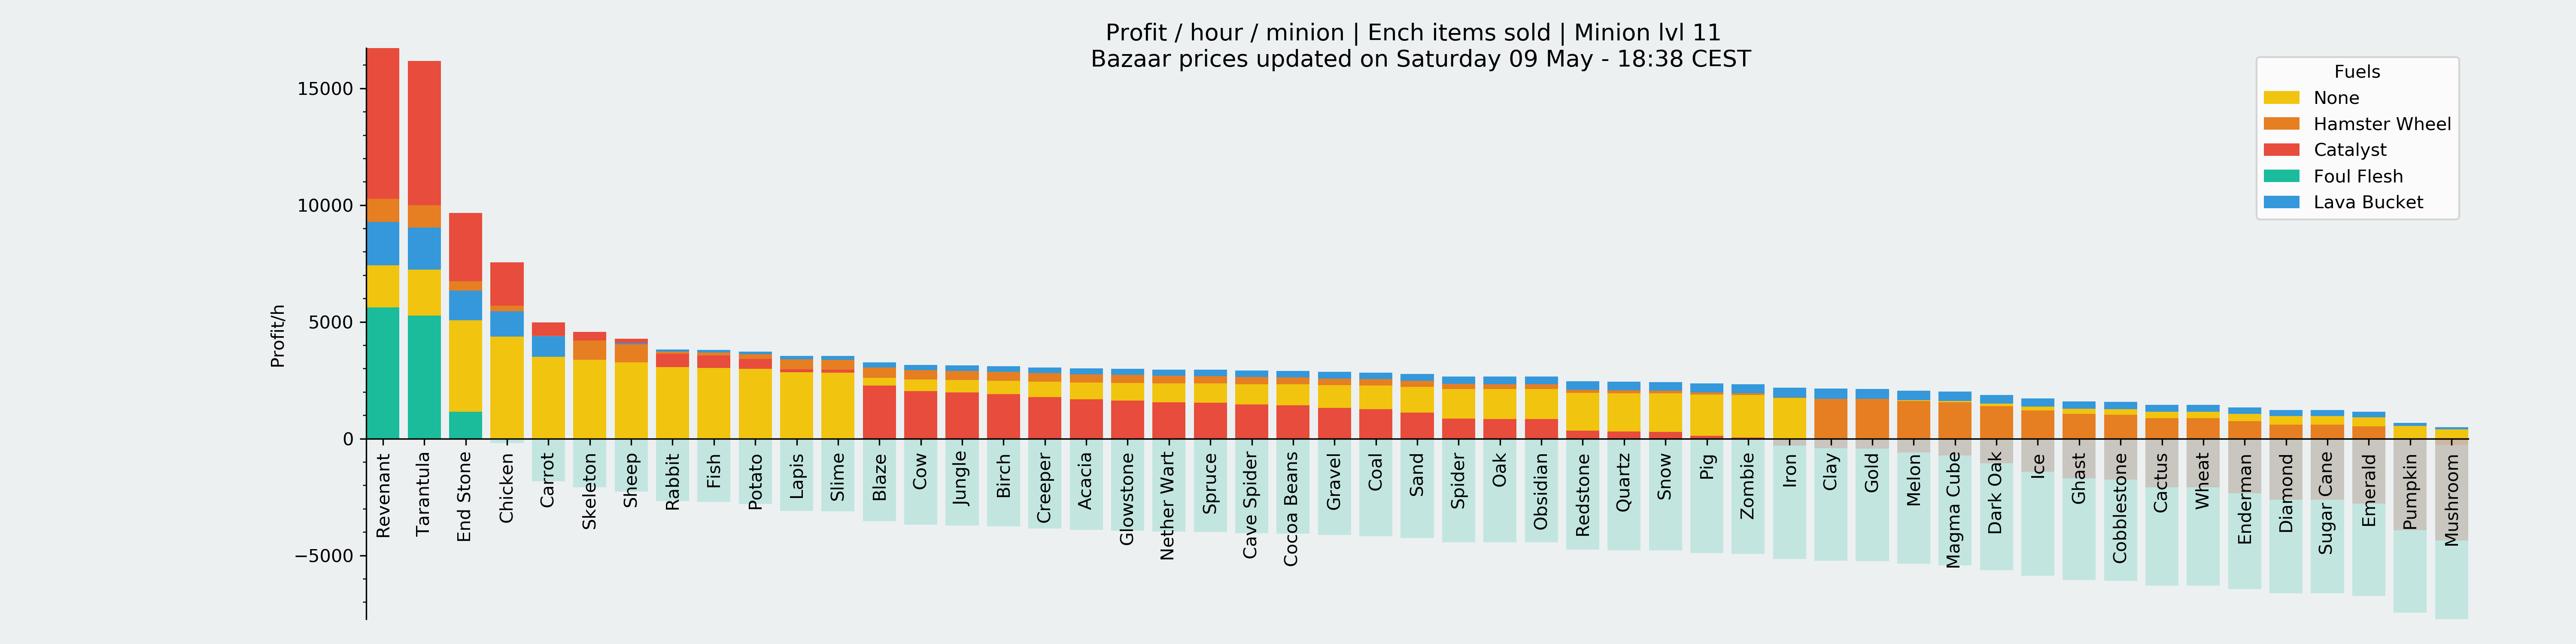 Profit / hour / minion | Ench items sold | Minion lvl 11
Bazaar prices updated on Saturday 09 May - 18:38 CEST
Fuels
None
Hamster Wheel
Catalyst
Foul Flesh
Lava Bucket
Profit/h
15000
10000
5000
0
−5000
Revenant
Tarantula
End Stone
Chicken
Carrot
Skeleton
Sheep
Rabbit
Fish
Potato
Lapis
Slime
Blaze
Cow
Jungle
Birch
Creeper
Acacia
Glowstone
Nether Wart
Spruce
Cave Spider
Cocoa Beans
Gravel
Coal
Sand
Spider
Oak
Obsidian
Redstone
Quartz
Snow
Pig
Zombie
Iron
Clay
Gold
Melon
Magma Cube
Dark Oak
Ice
Ghast
Cobblestone
Cactus
Wheat
Enderman
Diamond
Sugar Cane
Emerald
Pumpkin
Mushroom